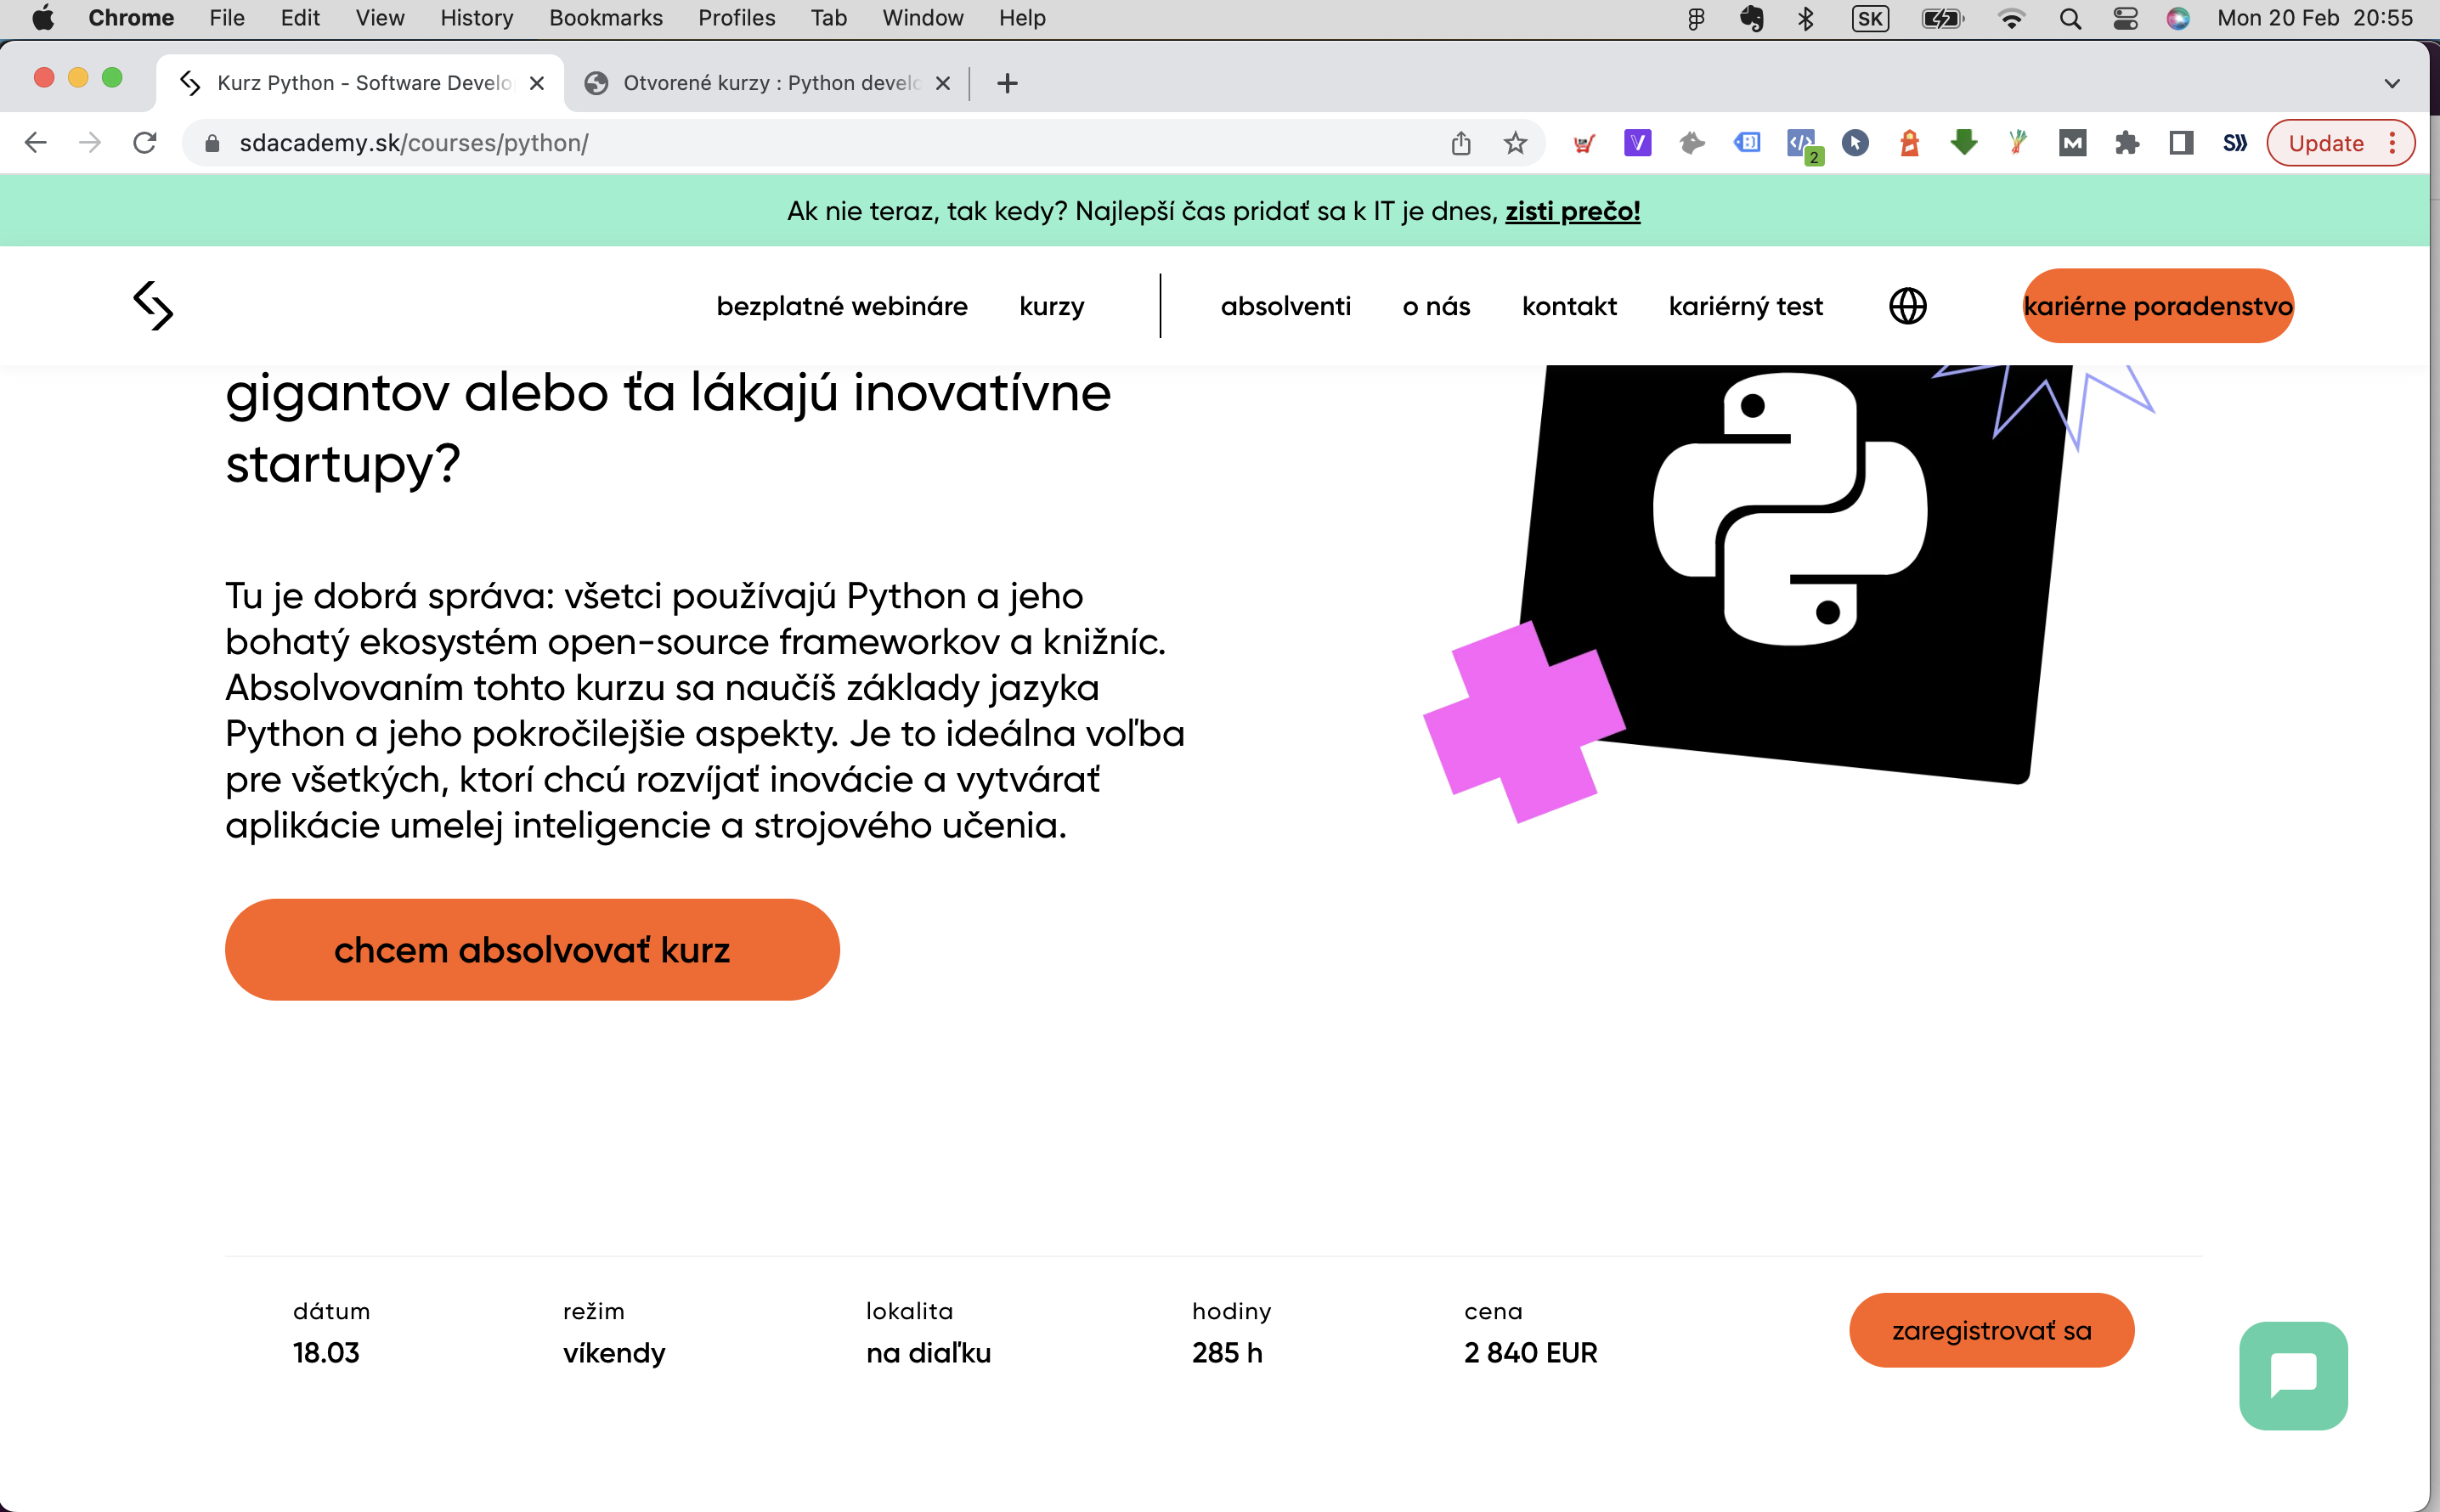 Chrome File Edit View History Bookmarks Profiles Tab Window Help SK Mon 20 Feb 20:55
Kurz Python - Software Develo Otvorené kurzy : Python develo
sdacademy.sk/courses/python/ 2 Update
Ak nie teraz, tak kedy? Najlepší čas pridať sa k IT je dnes, zisti prečo!
bezplatné webináre kurzy absolventi o nás kontakt kariérný test kariérne poradenstvo
gigantov alebo ťa lákajú inovatívne
startupy?
Tu je dobrá správa: všetci používajú Python a jeho
bohatý ekosystém open-source frameworkov a knižníc.
Absolvovaním tohto kurzu sa naučíš základy jazyka
Python a jeho pokročilejšie aspekty. Je to ideálna voľba
pre všetkých, ktorí chcú rozvíjať inovácie a vytvárať
aplikácie umelej inteligencie a strojového učenia.
chcem absolvovať kurz
dátum režim lokalita hodiny cena
18.03 víkendy na diaľku 285 h 2 840 EUR
zaregistrovať sa